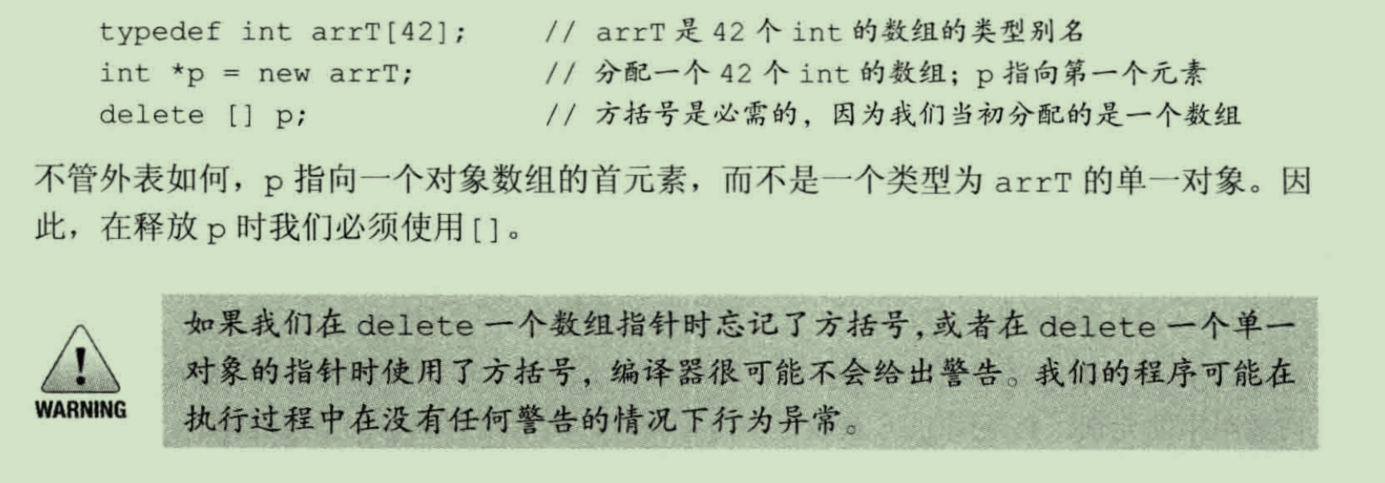 typedef int arrT[42];    // arrT 是 42 个 int 的数组的类型别名
int *p = new arrT;       // 分配一个 42 个 int 的数组; p 指向第一个元素
delete [] p;             // 方括号是必需的, 因为我们当初分配的是一个数组
不管外表如何，p 指向一个对象数组的首元素，而不是一个类型为 arrT 的单一对象。因
此，在释放 p 时我们必须使用[]。
如果我们在 delete 一个数组指针时忘记了方括号,或者在 delete 一个单一
对象的指针时使用了方括号, 编译器很可能不会给出警告。我们的程序可能在
执行过程中在没有任何警告的情况下行为异常。
WARNING